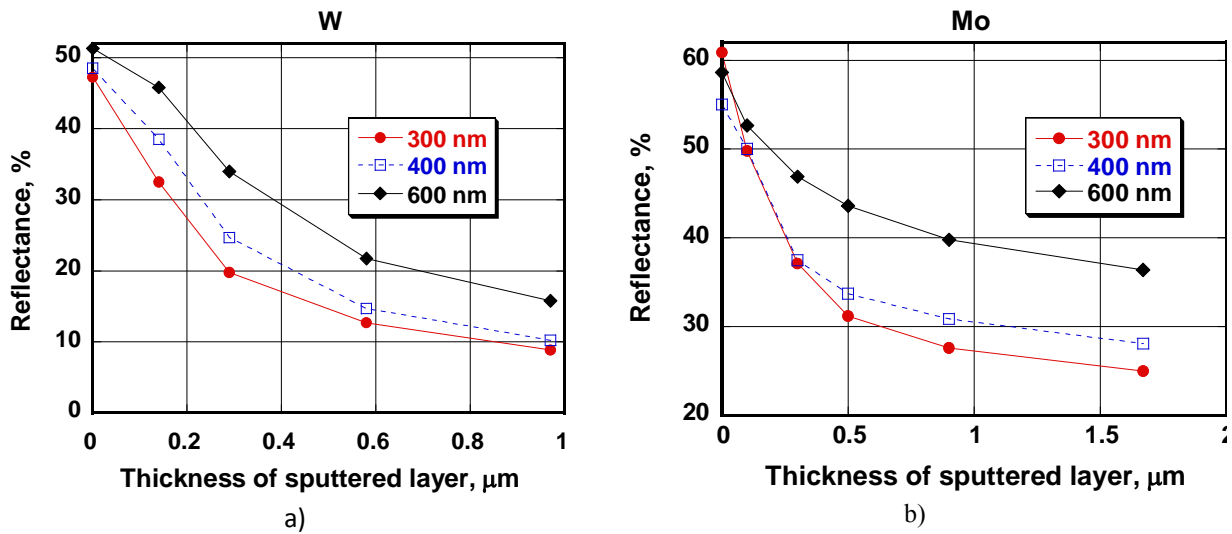 W
Reflectance, %
50
40
30
20
10
0
300 nm
400 nm
600 nm
0
0.2
0.4
0.6
0.8
1
Thickness of sputtered layer, μm
a)
Mo
Reflectance, %
60
50
40
30
20
300 nm
400 nm
600 nm
0
0.5
1
1.5
2
Thickness of sputtered layer, μm
b)